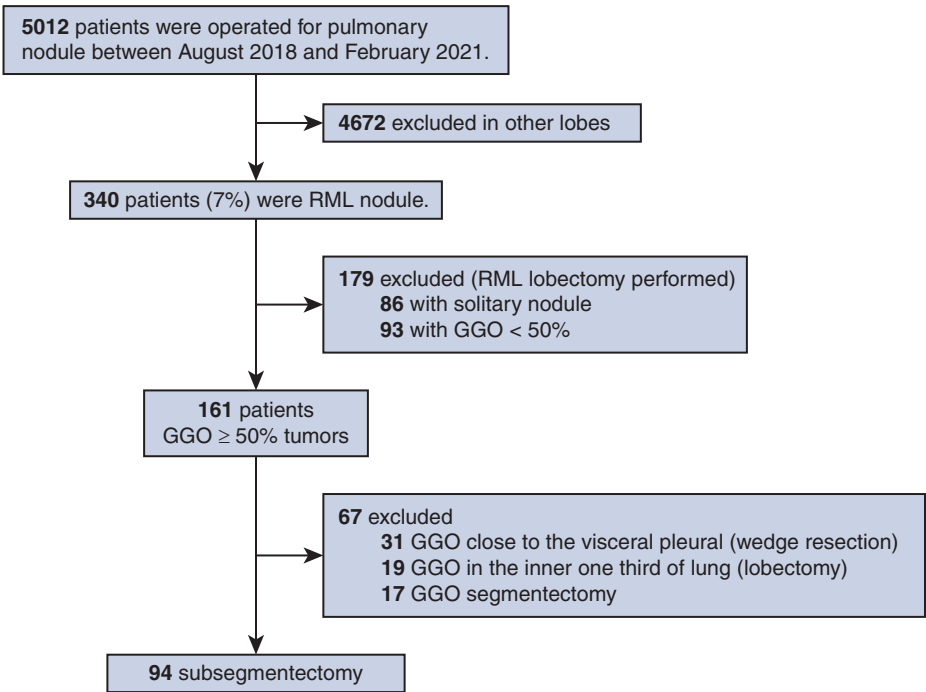 5012 patients were operated for pulmonary
nodule between August 2018 and February 2021.
4672 excluded in other lobes
340 patients (7%) were RML nodule.
179 excluded (RML lobectomy performed)
86 with solitary nodule
93 with GGO < 50%
161 patients
GGO ≥ 50% tumors
67 excluded
31 GGO close to the visceral pleural (wedge resection)
19 GGO in the inner one third of lung (lobectomy)
17 GGO segmentectomy
94 subsegmentectomy